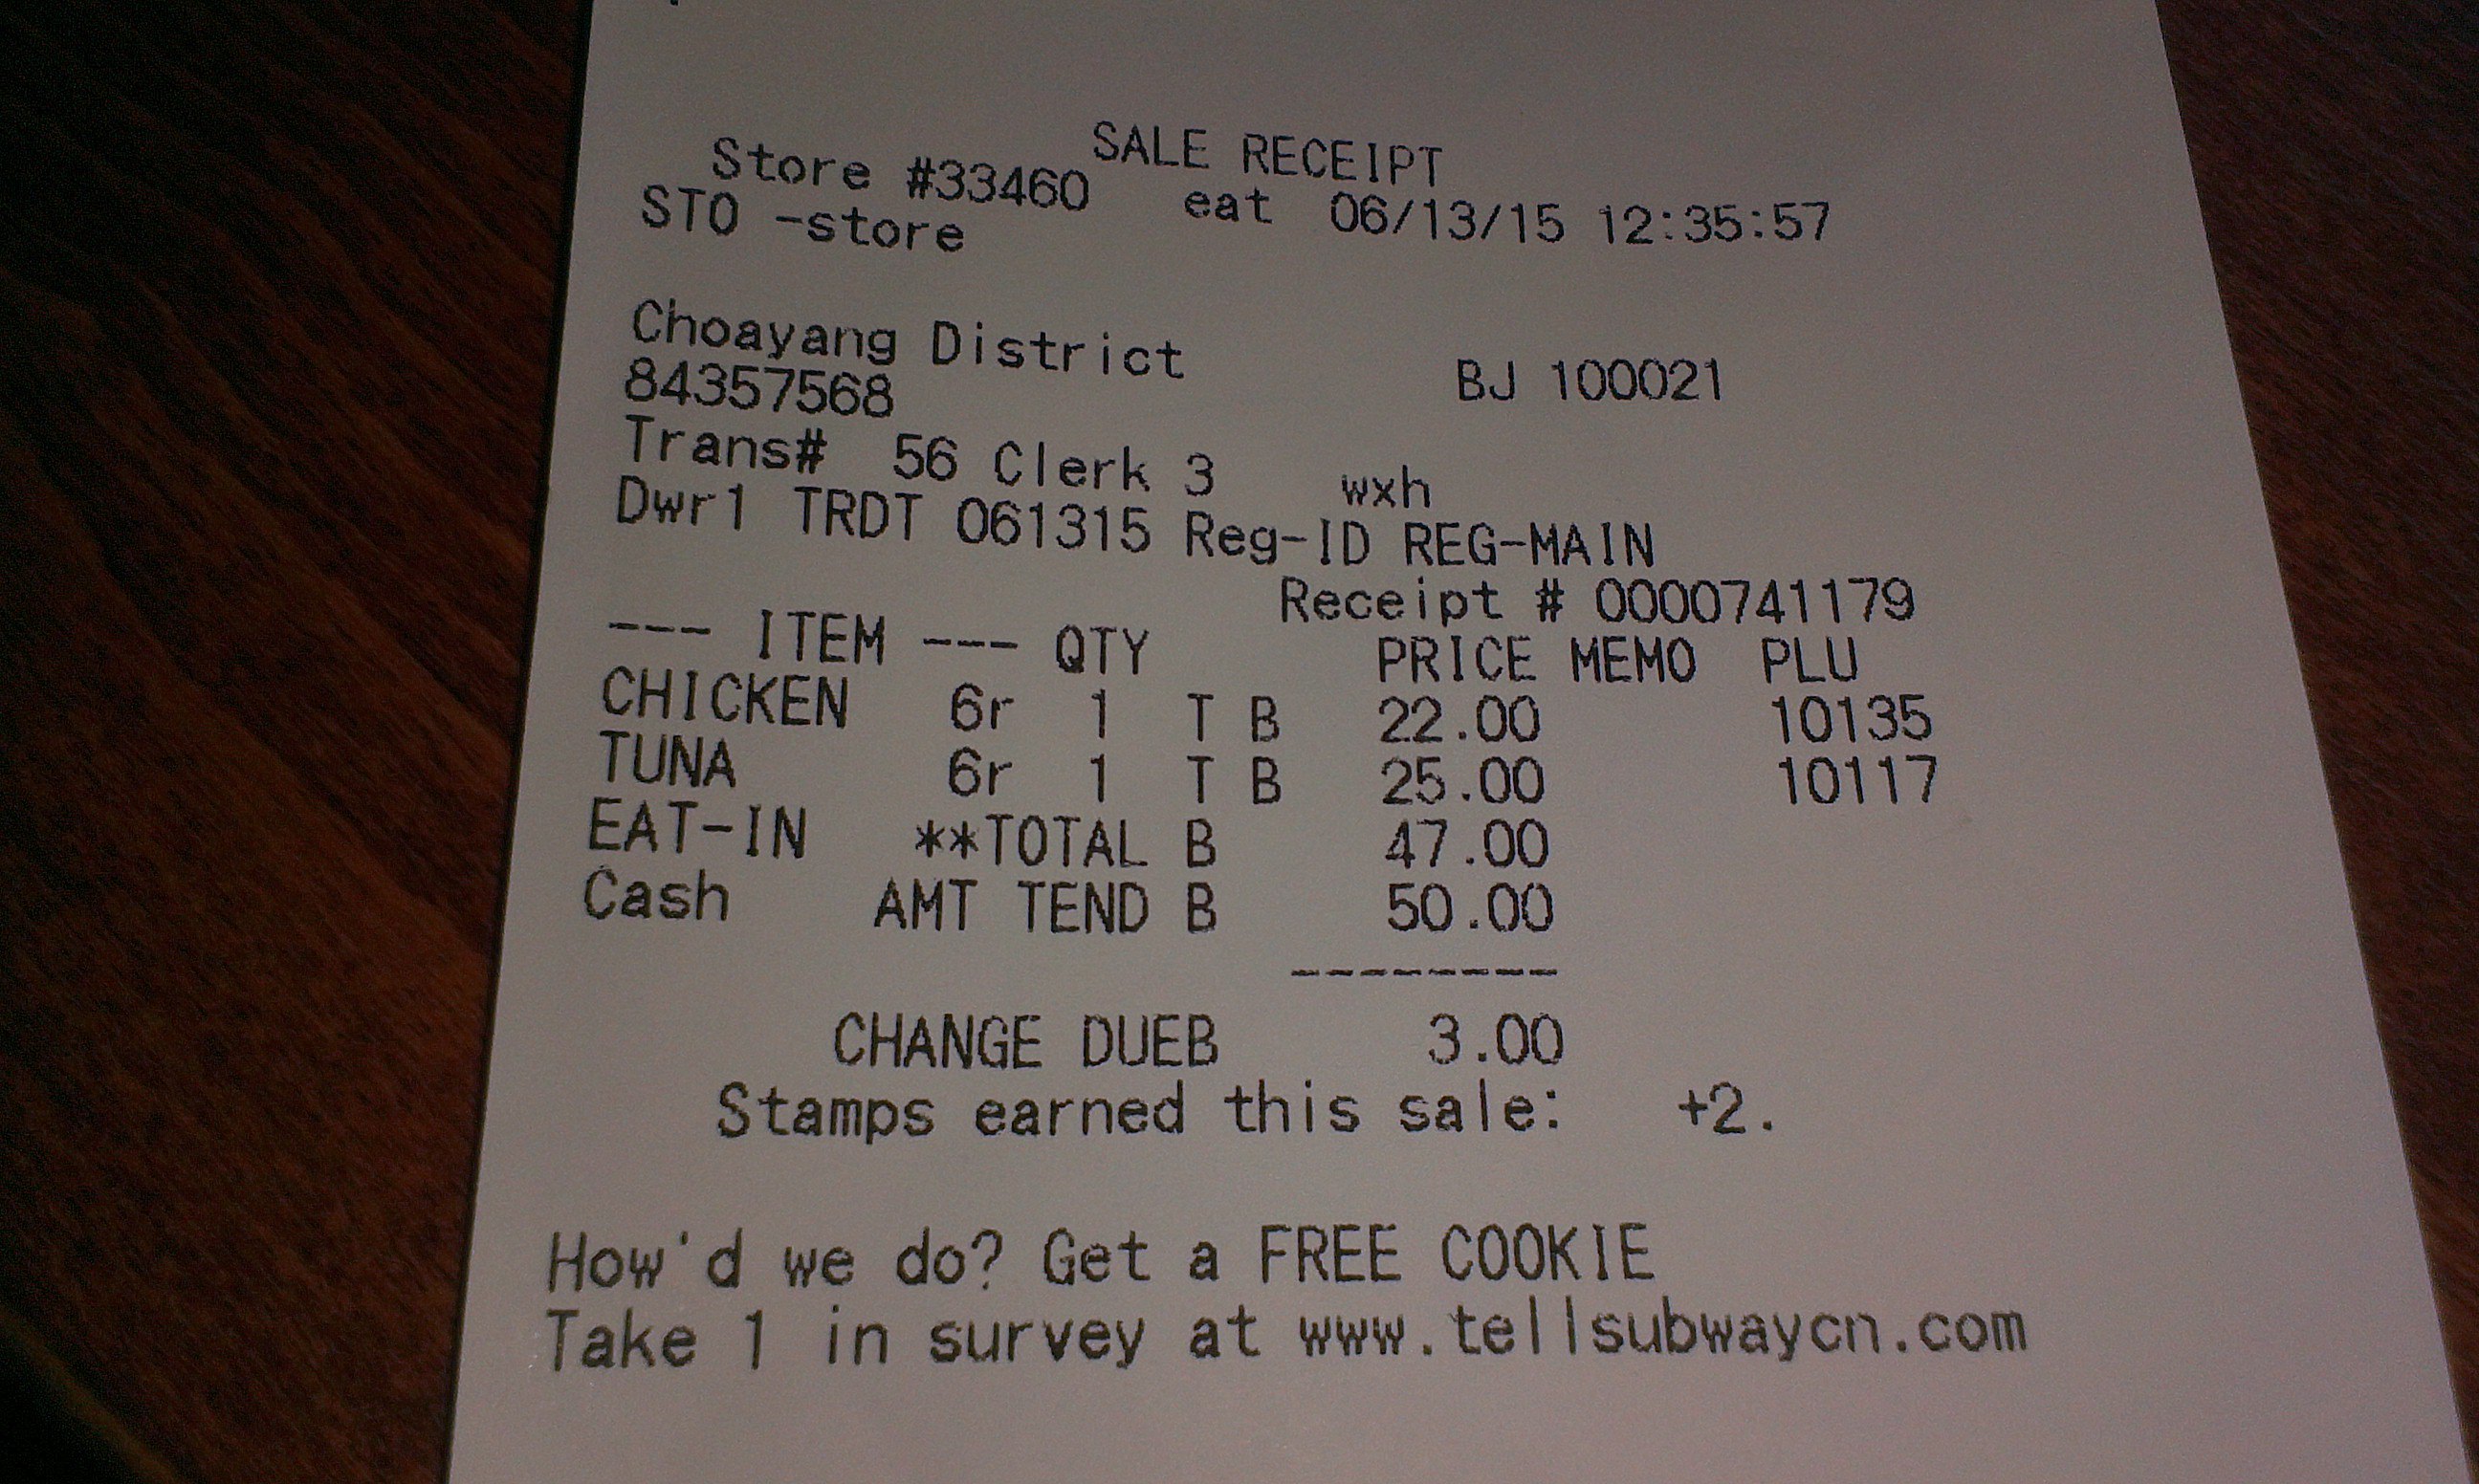 SALE RECEIPT
Store #33460 eat 06/13/15 12:35:57
STO -store
Choayang District
BJ 100021
84357568
Trans# 56 Clerk 3 wxh
Dwr1 TRDT 061315 Reg-ID REG-MAIN
Receipt # 0000741179
--- ITEM --- QTY PRICE MEMO PLU
CHICKEN 6r 1 T B 22.00 10135
TUNA 6r 1 T B 25.00 10117
EAT-IN **TOTAL B 47.00
Cash AMT TEND B 50.00
--------
CHANGE DUEB 3.00
Stamps earned this sale: +2.
How'd we do? Get a FREE COOKIE
Take 1 in survey at www.tellsubwaycn.com